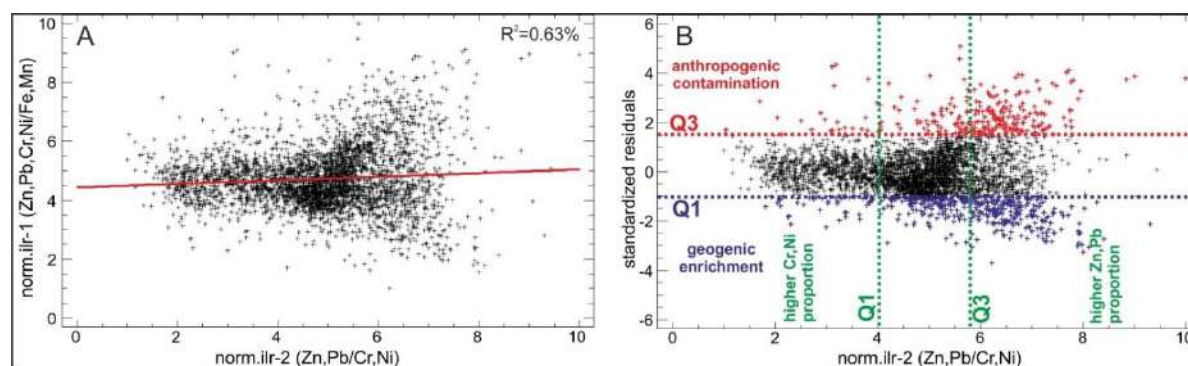 A
R²=0.63%
norm.ilr-1 (Zn,Pb,Cr,Ni/Fe,Mn)
10
8
6
4
2
0
0 2 4 6 8 10
norm.ilr-2 (Zn,Pb/Cr,Ni)
B
anthropogenic
contamination
Q3
Q1
geogenic
enrichment
higher Cr,Ni
proportion
Q1
Q3
higher Zn,Pb
proportion
standardized residuals
6
4
2
0
-2
-4
-6
0 2 4 6 8 10
norm.ilr-2 (Zn,Pb/Cr,Ni)